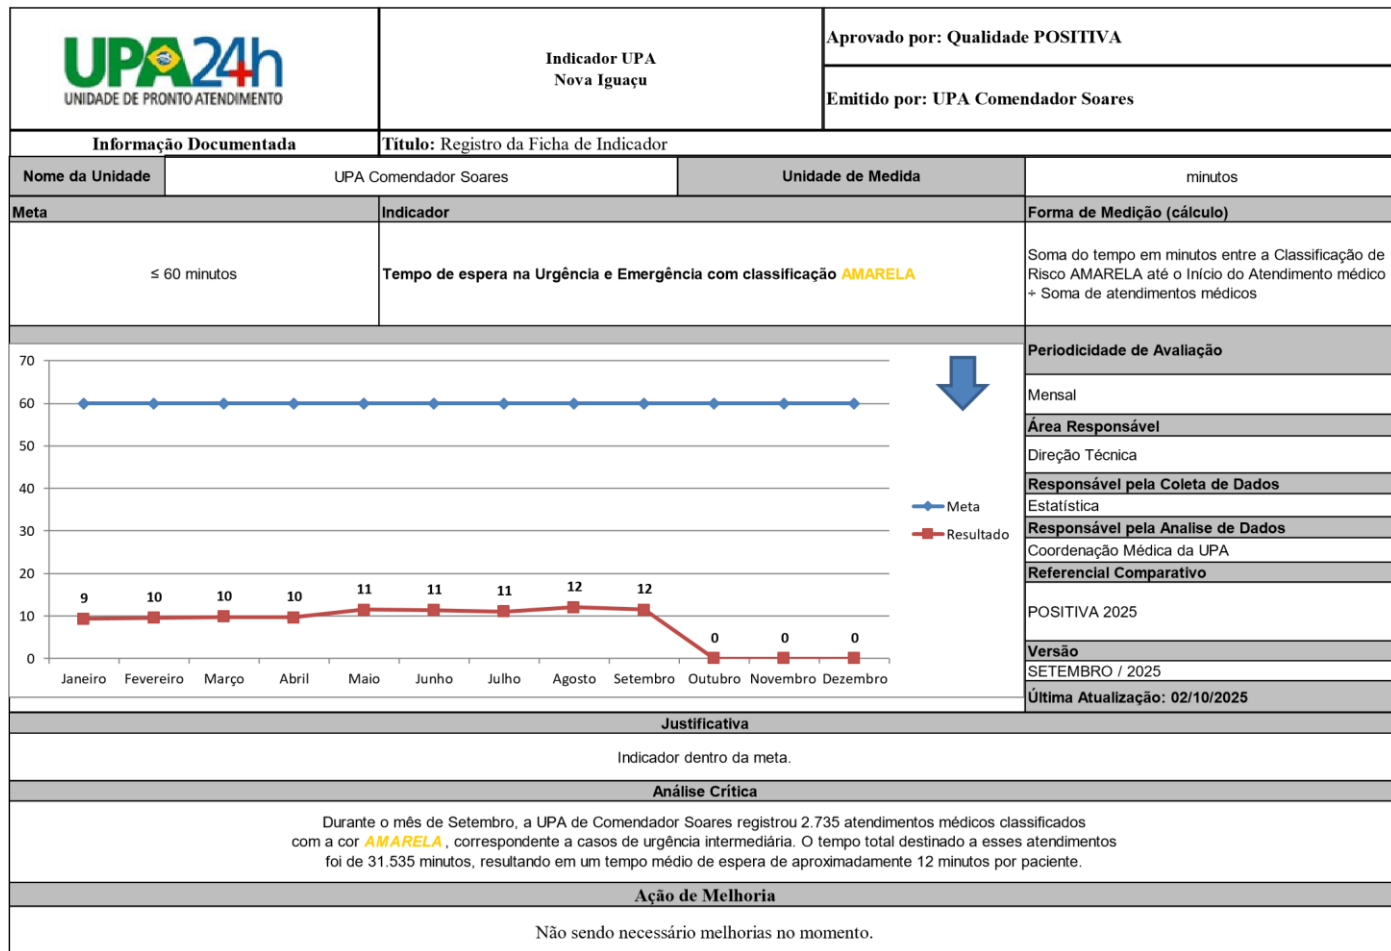 UPA24h
UNIDADE DE PRONTO ATENDIMENTO
Indicador UPA
Nova Iguaçu
Aprovado por: Qualidade POSITIVA
Emitido por: UPA Comendador Soares
Informação Documentada
Título: Registro da Ficha de Indicador
Nome da Unidade
UPA Comendador Soares
Unidade de Medida
minutos
Meta
Indicador
Forma de Medição (cálculo)
≤ 60 minutos
Tempo de espera na Urgência e Emergência com classificação AMARELA
Soma do tempo em minutos entre a Classificação de
Risco AMARELA até o Início do Atendimento médico
÷ Soma de atendimentos médicos
70
60
50
40
30
20
10
0
9 10 10 10 11 11 11 12 12 0 0 0
Janeiro Fevereiro Março Abril Maio Junho Julho Agosto Setembro Outubro Novembro Dezembro
Meta
Resultado
Periodicidade de Avaliação
Mensal
Área Responsável
Direção Técnica
Responsável pela Coleta de Dados
Estatística
Responsável pela Analise de Dados
Coordenação Médica da UPA
Referencial Comparativo
POSITIVA 2025
Versão
SETEMBRO / 2025
Última Atualização: 02/10/2025
Justificativa
Indicador dentro da meta.
Análise Crítica
Durante o mês de Setembro, a UPA de Comendador Soares registrou 2.735 atendimentos médicos classificados
com a cor AMARELA , correspondente a casos de urgência intermediária. O tempo total destinado a esses atendimentos
foi de 31.535 minutos, resultando em um tempo médio de espera de aproximadamente 12 minutos por paciente.
Ação de Melhoria
Não sendo necessário melhorias no momento.